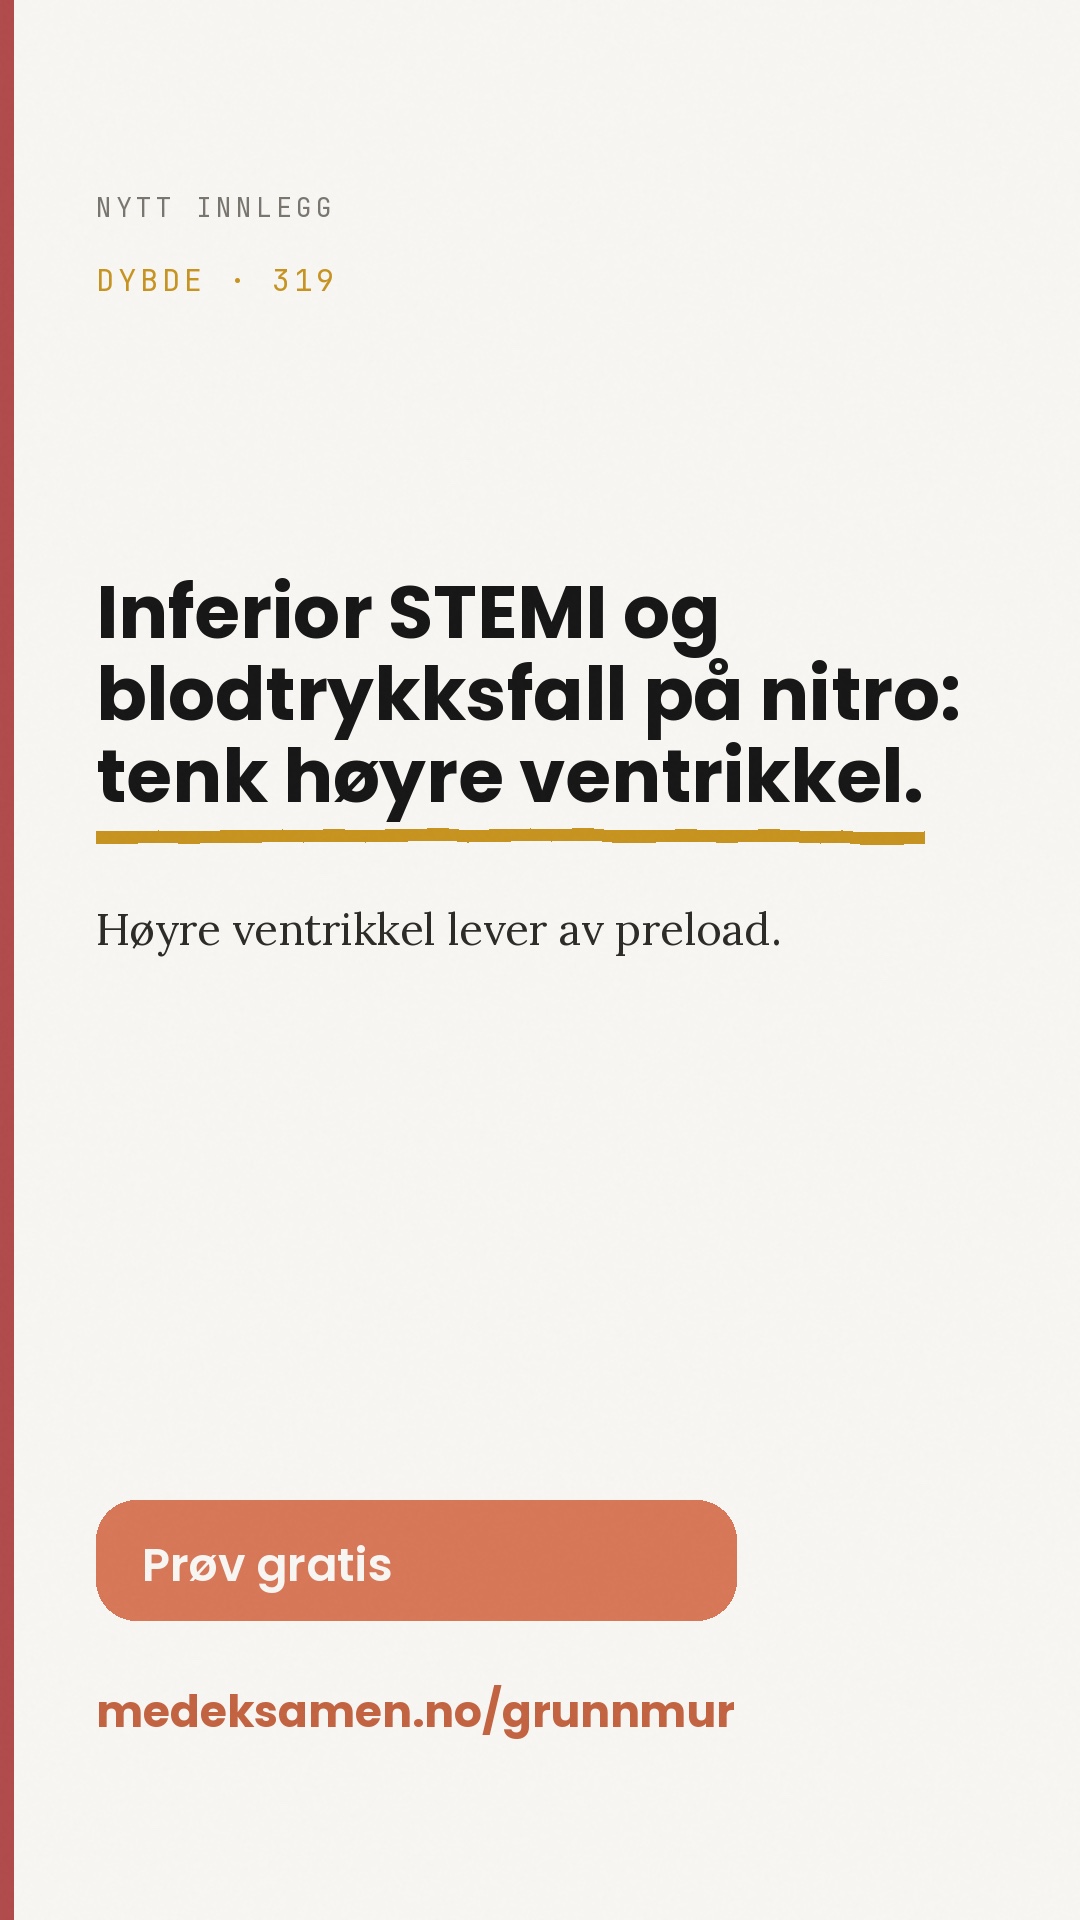 NYTT INNLEGG
DYBDE · 319
Inferior STEMI og
blodtrykksfall på nitro:
tenk høyre ventrikkel.
Høyre ventrikkel lever av preload.
Prøv gratis
medeksamen.no/grunnmur